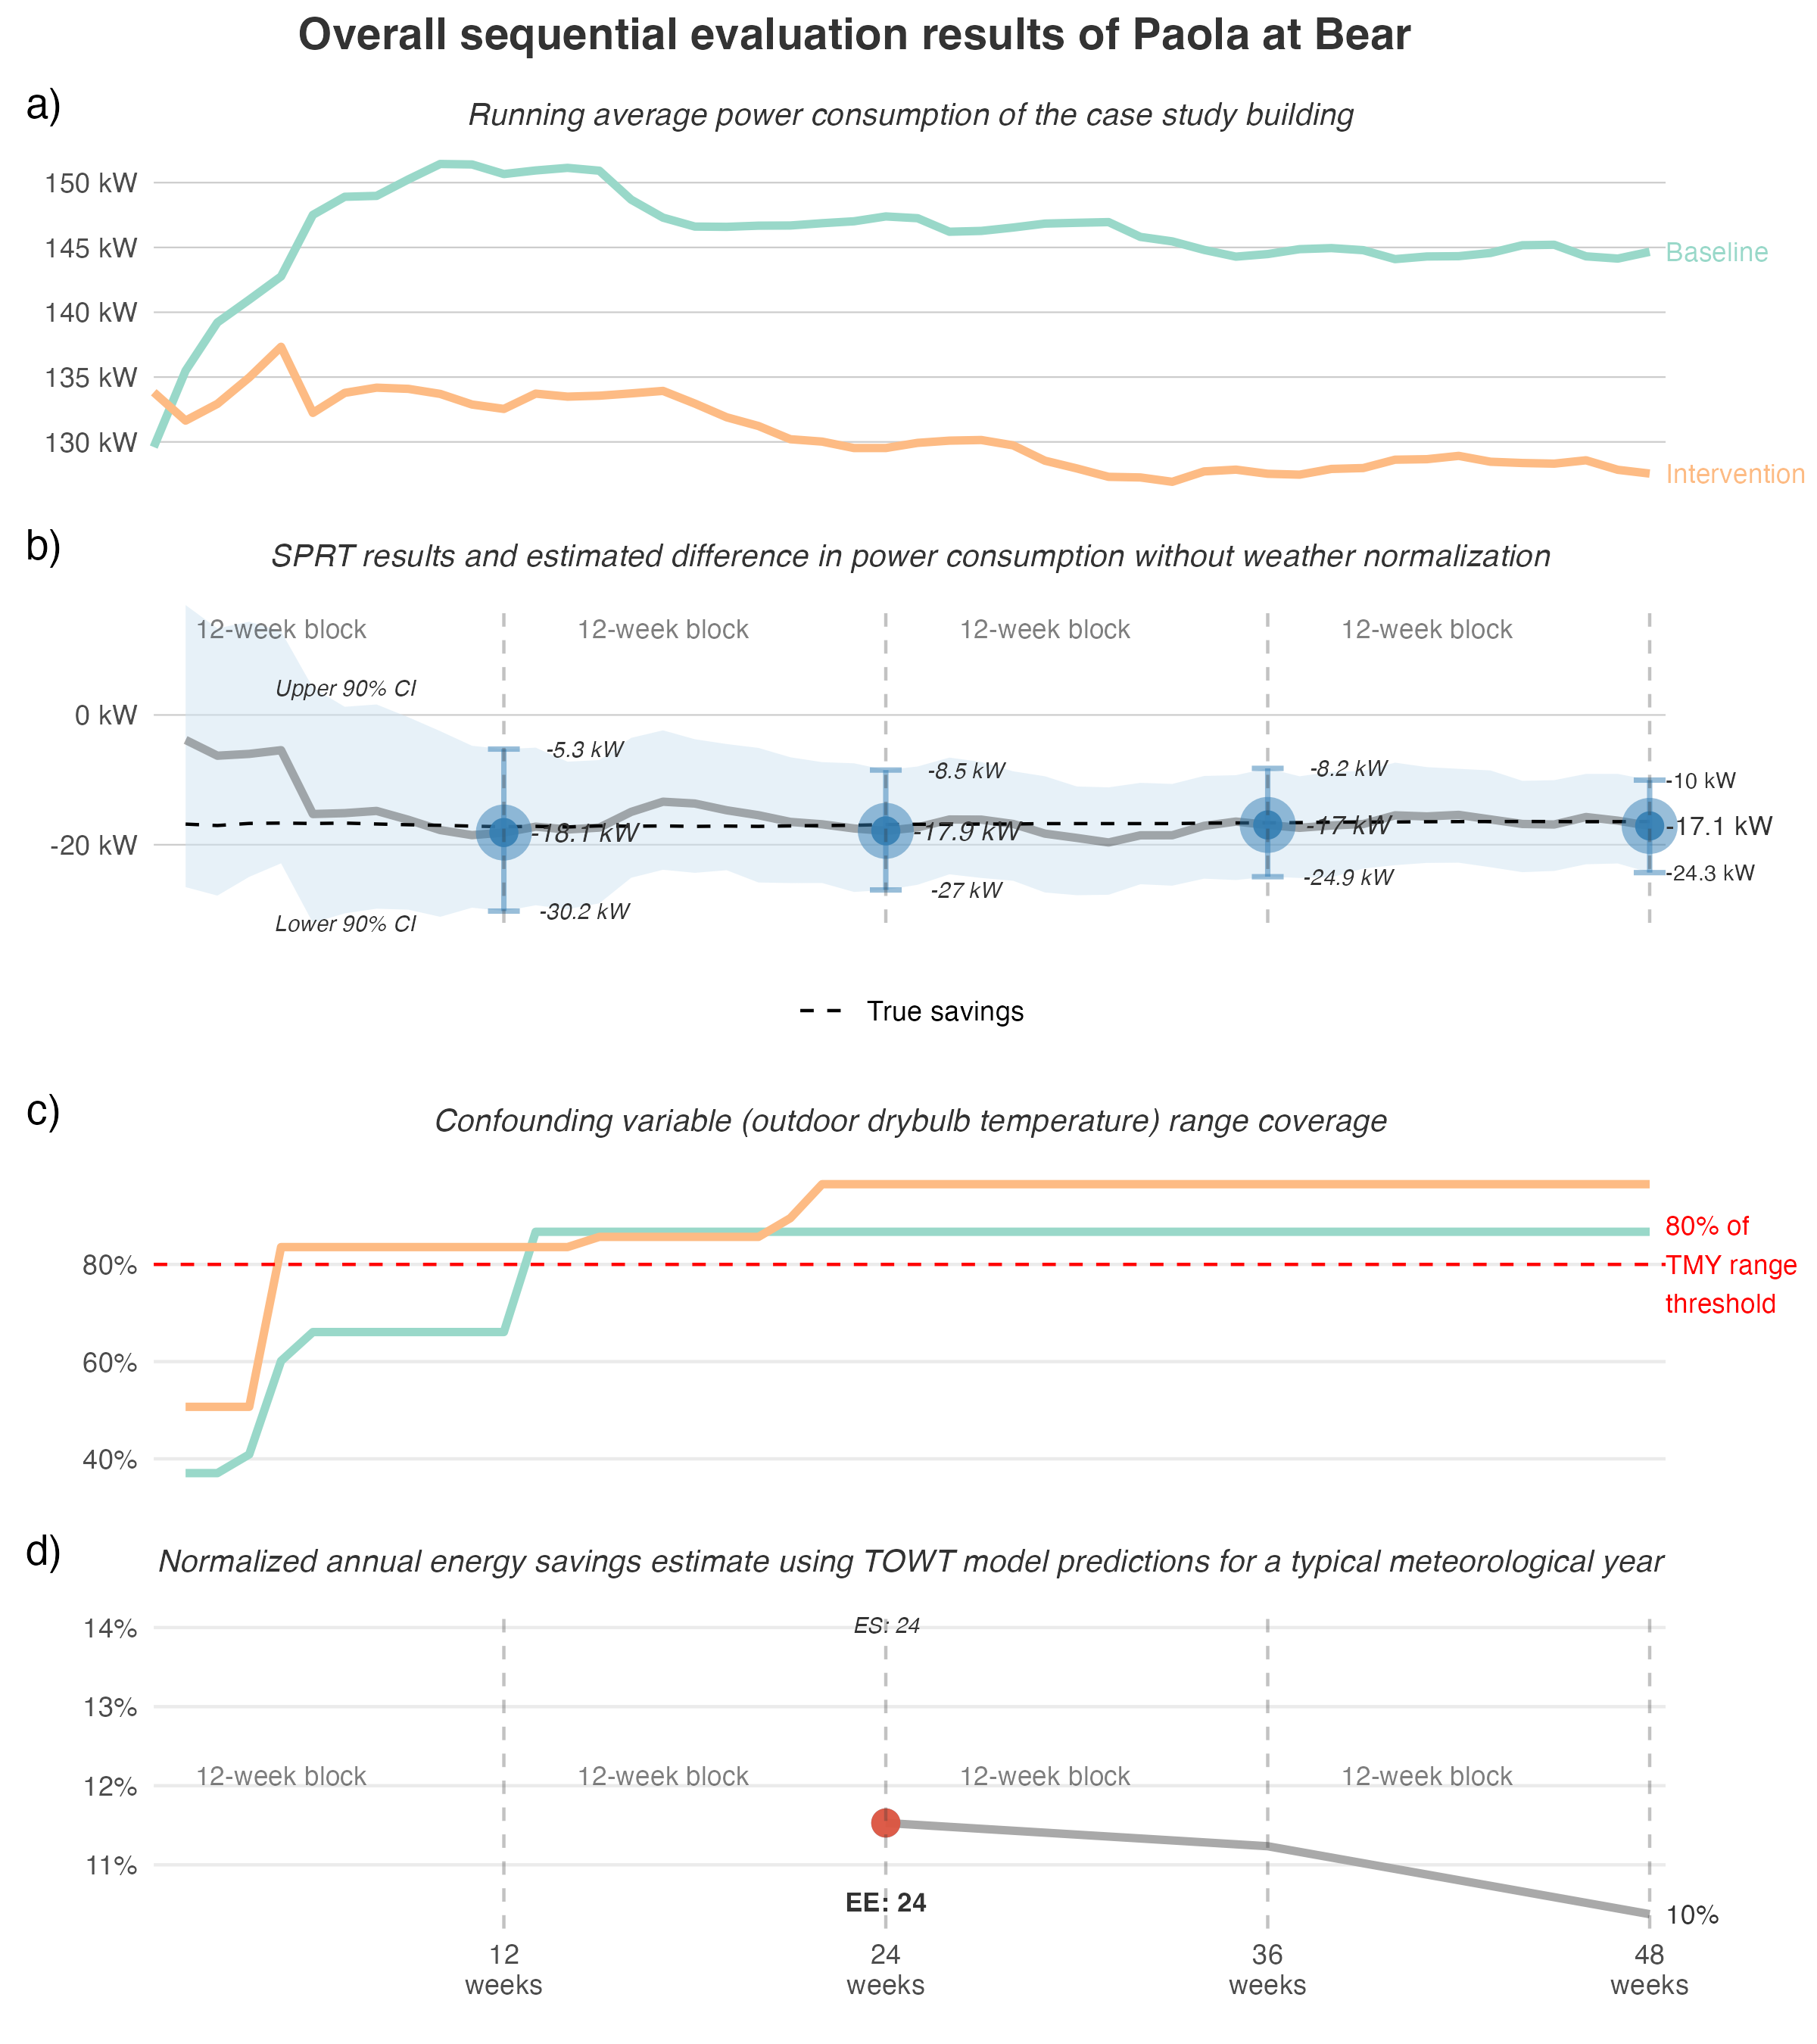 Overall sequential evaluation results of Paola at Bear
a)
Running average power consumption of the case study building
150 kW
145 kW
140 kW
135 kW
130 kW
Baseline
Intervention
b)
SPRT results and estimated difference in power consumption without weather normalization
12-week block
12-week block
12-week block
12-week block
Upper 90% CI
0 kW
-20 kW
-5.3 kW
-8.5 kW
-8.2 kW
-10 kW
-18.1 kW
-17.9 kW
-17 kW
-17.1 kW
-30.2 kW
-27 kW
-24.9 kW
-24.3 kW
Lower 90% CI
True savings
c)
Confounding variable (outdoor drybulb temperature) range coverage
80%
60%
40%
80% of
TMY range
threshold
d)
Normalized annual energy savings estimate using TOWT model predictions for a typical meteorological year
14%
13%
12%
11%
ES: 24
12-week block
12-week block
12-week block
12-week block
EE: 24
10%
12
weeks
24
weeks
36
weeks
48
weeks